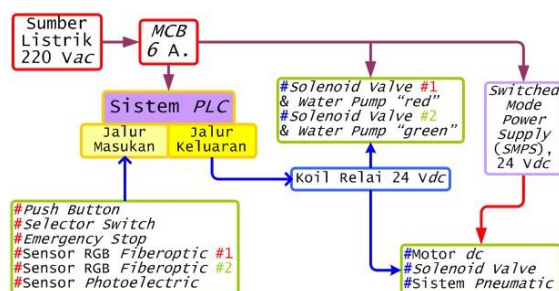 Sumber
Listrik
220 Vac
MCB
6 A.
Sistem PLC
Jalur
Masukan
Jalur
Keluaran
#Solenoid Valve #1
& Water Pump “red”
#Solenoid Valve #2
& Water Pump “green”
Switched
Mode
Power
Supply
(SMPS),
24 Vdc
Koil Relai 24 Vdc
#Push Button
#Selector Switch
#Emergency Stop
#Sensor RGB Fiberoptic #1
#Sensor RGB Fiberoptic #2
#Sensor Photoelectric
#Motor dc
#Solenoid Valve
#Sistem Pneumatic